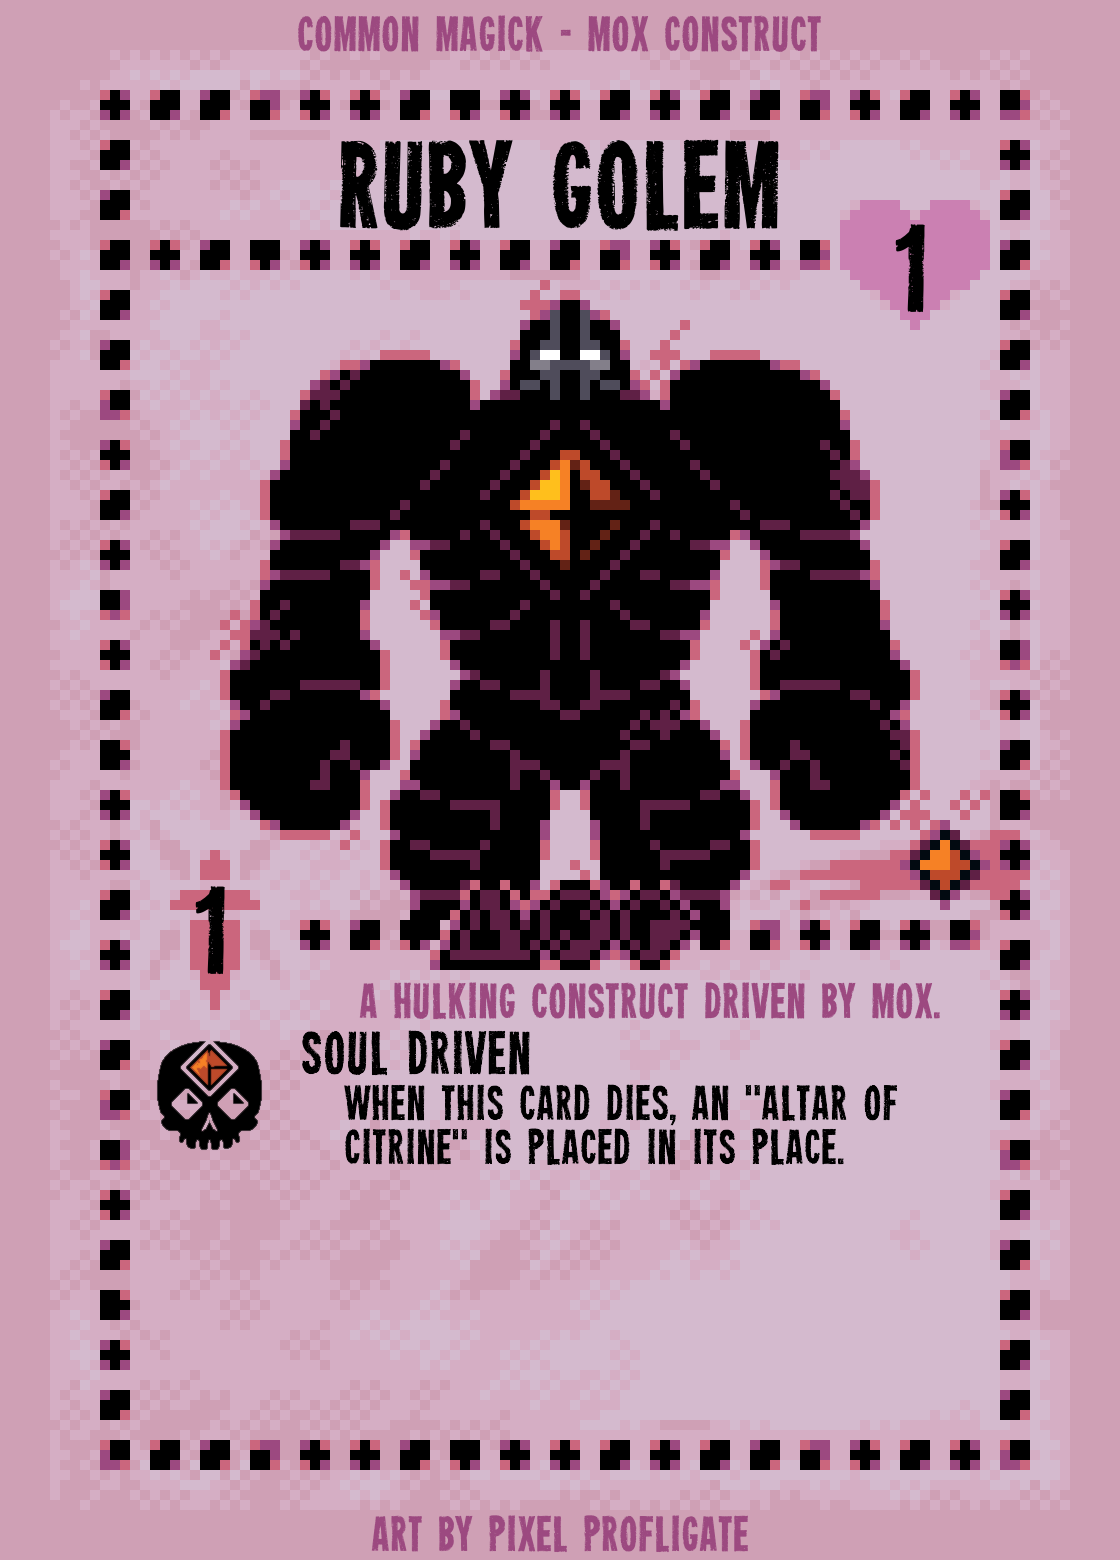 COMMON MAGICK - MOX CONSTRUCT
RUBY GOLEM
1
1
A HULKING CONSTRUCT DRIVEN BY MOX.
SOUL DRIVEN
WHEN THIS CARD DIES, AN "ALTAR OF
CITRINE" IS PLACED IN ITS PLACE.
ART BY PIXEL PROFLIGATE